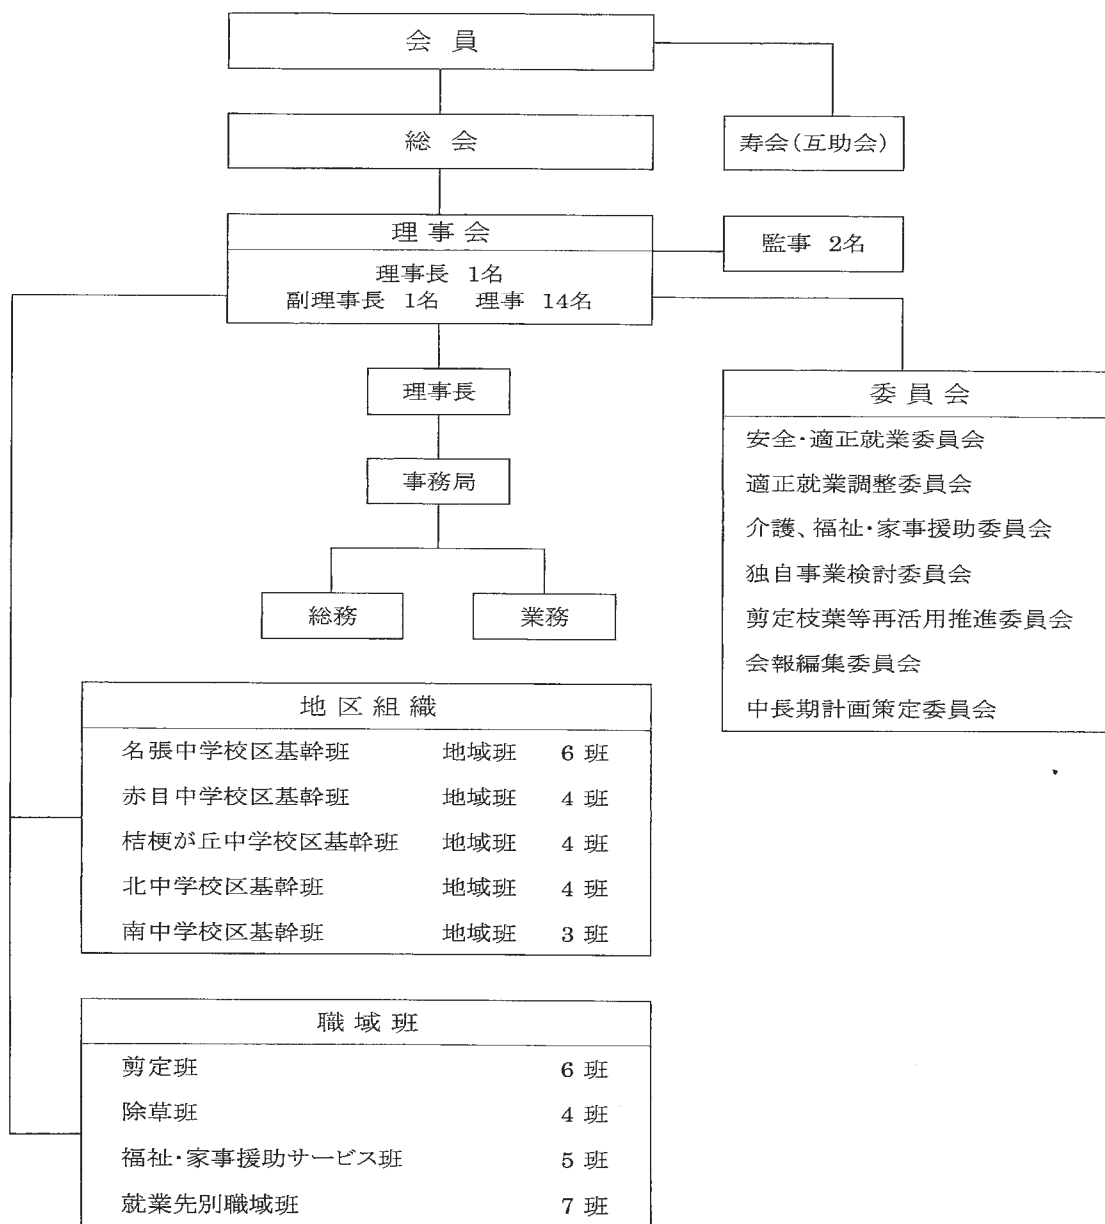 会員
総会
寿会(互助会)
理事会
理事長 1名
副理事長 1名 理事 14名
監事 2名
理事長
事務局
総務 業務
委員会
安全・適正就業委員会
適正就業調整委員会
介護、福祉・家事援助委員会
独自事業検討委員会
剪定枝葉等再活用推進委員会
会報編集委員会
中長期計画策定委員会
地区組織
名張中学校区基幹班 地域班 6 班
赤目中学校区基幹班 地域班 4 班
桔梗が丘中学校区基幹班 地域班 4 班
北中学校区基幹班 地域班 4 班
南中学校区基幹班 地域班 3 班
職域班
剪定班 6 班
除草班 4 班
福祉・家事援助サービス班 5 班
就業先別職域班 7 班